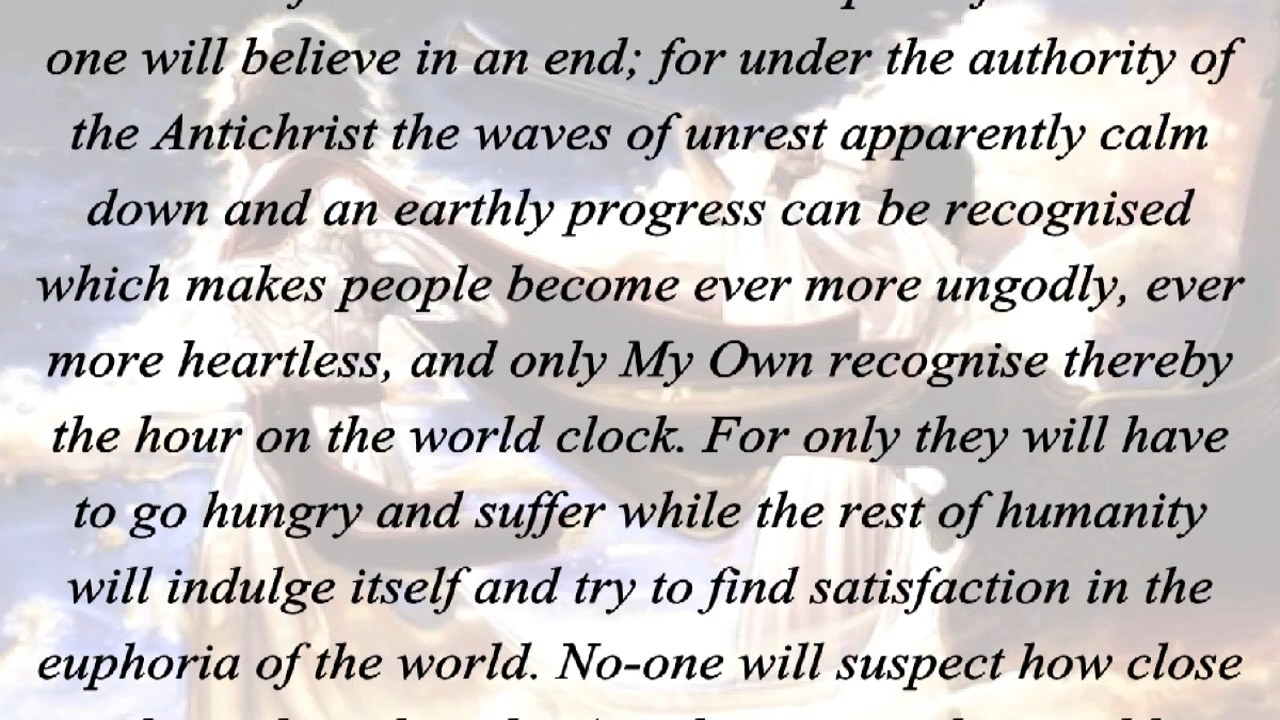 one will believe in an end; for under the authority of
the Antichrist the waves of unrest apparently calm
down and an earthly progress can be recognised
which makes people become ever more ungodly, ever
more heartless, and only My Own recognise thereby
the hour on the world clock. For only they will have
to go hungry and suffer while the rest of humanity
will indulge itself and try to find satisfaction in the
euphoria of the world. No-one will suspect how close